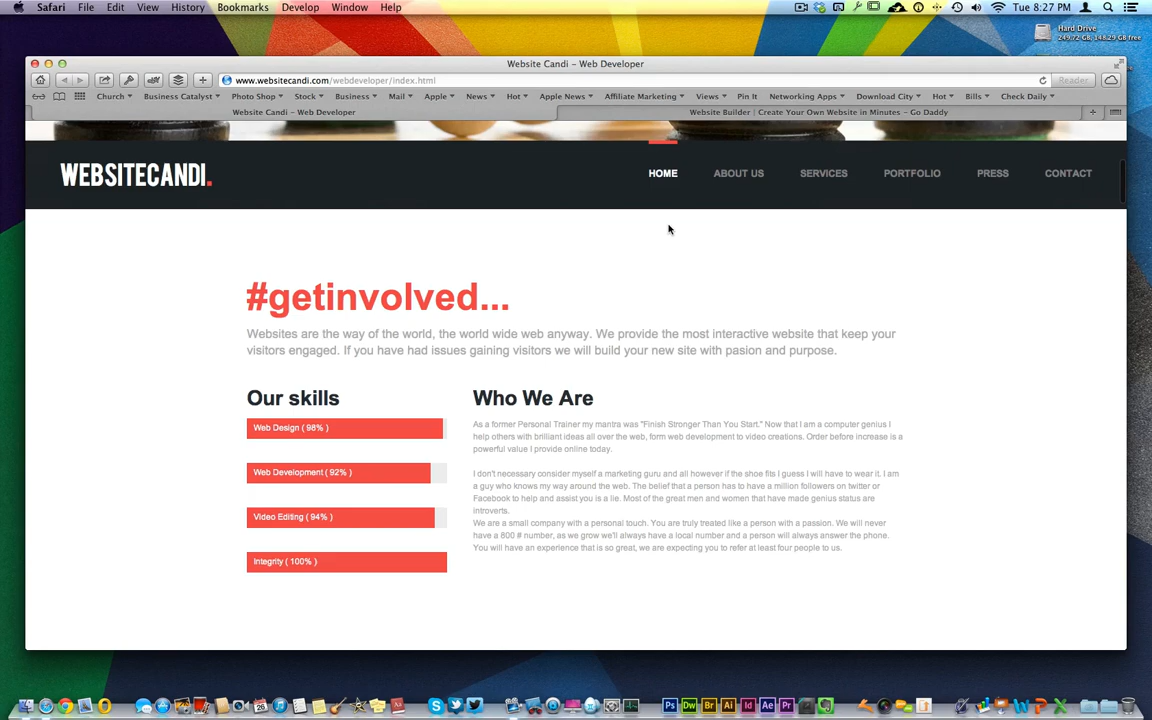 Safari File Edit View History Bookmarks Develop Window Help Tue 8:27 PM
Hard Drive
249.72 GB, 148.29 GB free
Website Candi – Web Developer
www.websitecandi.com/webdeveloper/index.html Reader
Church Business Catalyst Photo Shop Stock Business Mail Apple News Hot Apple News Affiliate Marketing Views Pin It Networking Apps Download City Hot Bills Check Daily
Website Candi – Web Developer Website Builder | Create Your Own Website in Minutes – Go Daddy
WEBSITECANDI. HOME ABOUT US SERVICES PORTFOLIO PRESS CONTACT
#getinvolved...
Websites are the way of the world, the world wide web anyway. We provide the most interactive website that keep your
visitors engaged. If you have had issues gaining visitors we will build your new site with pasion and purpose.
Our skills
Web Design ( 98% )
Web Development ( 92% )
Video Editing ( 94% )
Integrity ( 100% )
Who We Are
As a former Personal Trainer my mantra was "Finish Stronger Than You Start." Now that I am a computer genius I
help others with brilliant ideas all over the web, form web development to video creations. Order before increase is a
powerful value I provide online today.
I don't necessary consider myself a marketing guru and all however if the shoe fits I guess I will have to wear it. I am
a guy who knows my way around the web. The belief that a person has to have a million followers on twitter or
Facebook to help and assist you is a lie. Most of the great men and women that have made genius status are
introverts.
We are a small company with a personal touch. You are truly treated like a person with a passion. We will never
have a 800 # number, as we grow we'll always have a local number and a person will always answer the phone.
You will have an experience that is so great, we are expecting you to refer at least four people to us.
26 Ps Dw Br Ai Id Ae Pr